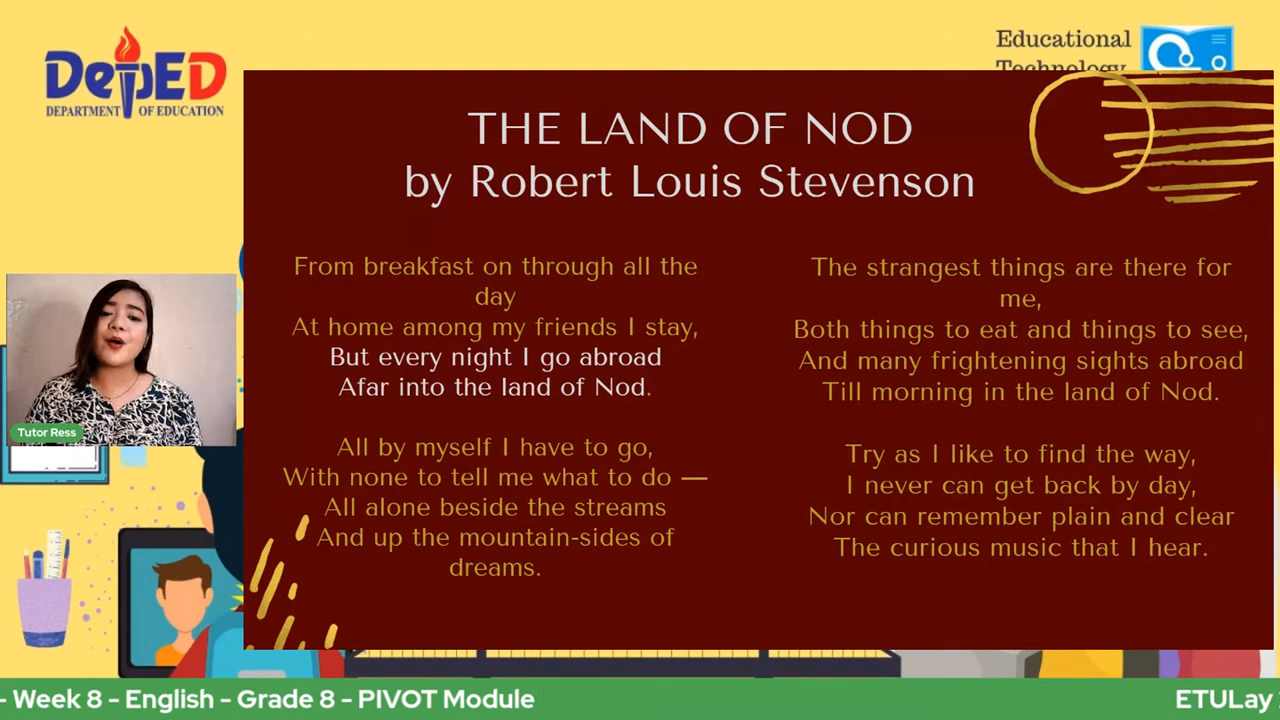 DepED
DEPARTMENT OF EDUCATION
Educational
Technology
THE LAND OF NOD
by Robert Louis Stevenson
From breakfast on through all the
day
At home among my friends I stay,
But every night I go abroad
Afar into the land of Nod.
All by myself I have to go,
With none to tell me what to do —
All alone beside the streams
And up the mountain-sides of
dreams.
The strangest things are there for
me,
Both things to eat and things to see,
And many frightening sights abroad
Till morning in the land of Nod.
Try as I like to find the way,
I never can get back by day,
Nor can remember plain and clear
The curious music that I hear.
Tutor Ress
- Week 8 - English - Grade 8 - PIVOT Module
ETULay